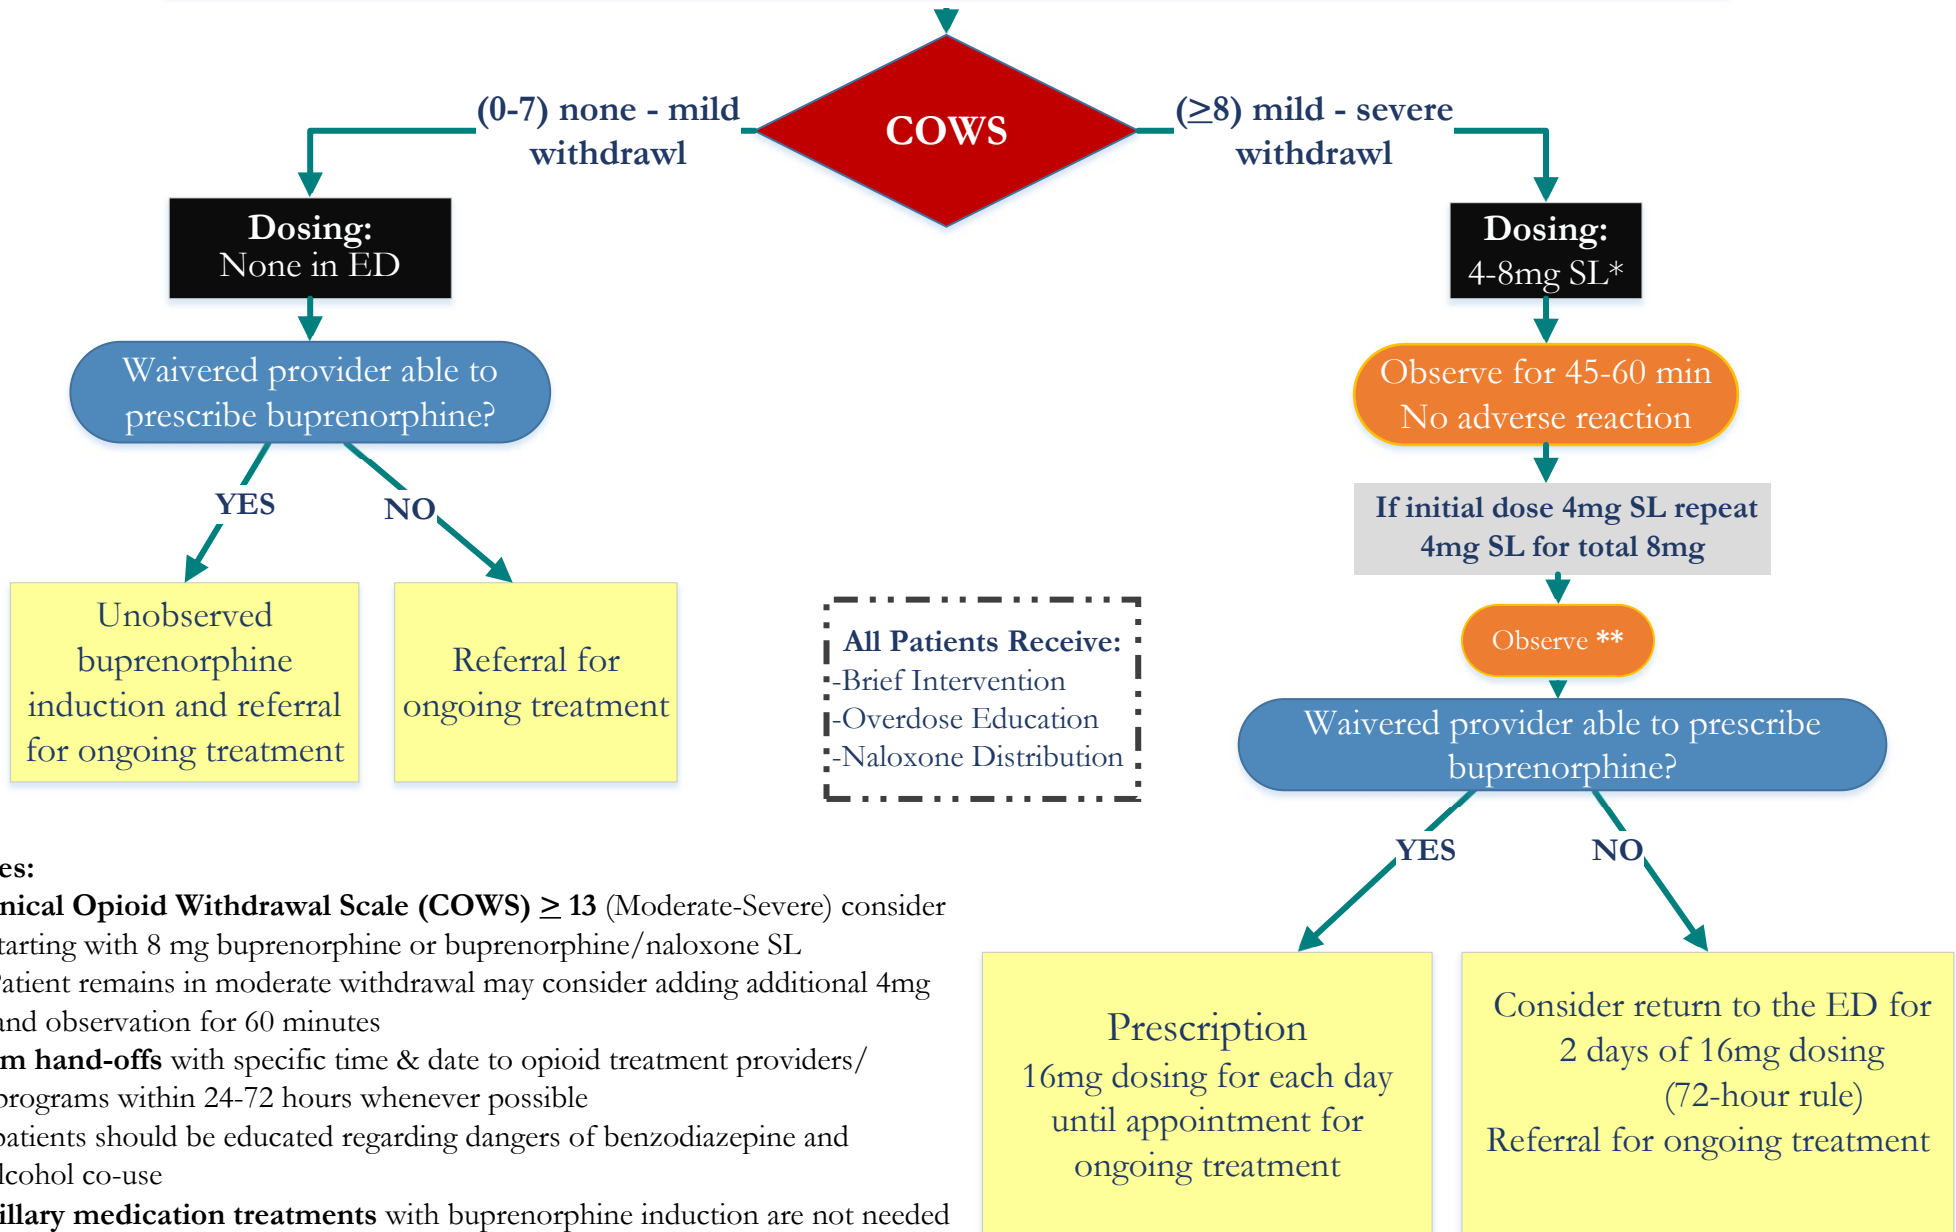 COWS
(0-7) none - mild
withdrawl
(≥8) mild - severe
withdrawl
Dosing:
None in ED
Waivered provider able to
prescribe buprenorphine?
YES
NO
Unobserved
buprenorphine
induction and referral
for ongoing treatment
Referral for
ongoing treatment
Dosing:
4-8mg SL*
Observe for 45-60 min
No adverse reaction
If initial dose 4mg SL repeat
4mg SL for total 8mg
Observe **
Waivered provider able to prescribe
buprenorphine?
YES
NO
Prescription
16mg dosing for each day
until appointment for
ongoing treatment
Consider return to the ED for
2 days of 16mg dosing
(72-hour rule)
Referral for ongoing treatment
All Patients Receive:
-Brief Intervention
-Overdose Education
-Naloxone Distribution
es:
nical Opioid Withdrawal Scale (COWS) ≥ 13 (Moderate-Severe) consider
tarting with 8 mg buprenorphine or buprenorphine/naloxone SL
Patient remains in moderate withdrawal may consider adding additional 4mg
and observation for 60 minutes
m hand-offs with specific time & date to opioid treatment providers/
programs within 24-72 hours whenever possible
patients should be educated regarding dangers of benzodiazepine and
lcohol co-use
illary medication treatments with buprenorphine induction are not needed